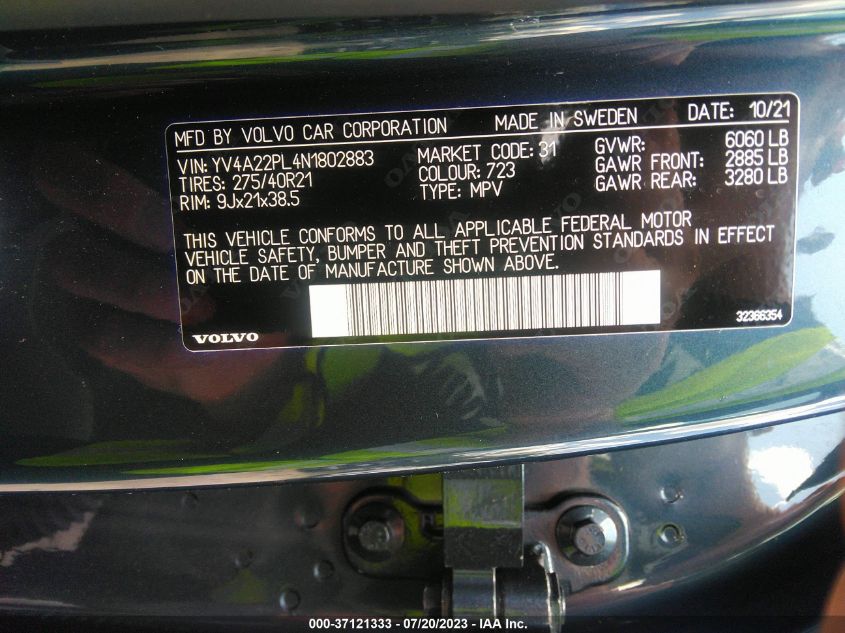 MFD BY VOLVO CAR CORPORATION MADE IN SWEDEN DATE: 10/21
VIN: YV4A22PL4N1802883 MARKET CODE: 31 GVWR: 6060 LB
TIRES: 275/40R21 COLOUR: 723 GAWR FRONT: 2885 LB
RIM: 9Jx21x38.5 TYPE: MPV GAWR REAR: 3280 LB
THIS VEHICLE CONFORMS TO ALL APPLICABLE FEDERAL MOTOR
VEHICLE SAFETY, BUMPER AND THEFT PREVENTION STANDARDS IN EFFECT
ON THE DATE OF MANUFACTURE SHOWN ABOVE.
VOLVO 32366354
000-37121333 - 07/20/2023 - IAA Inc.